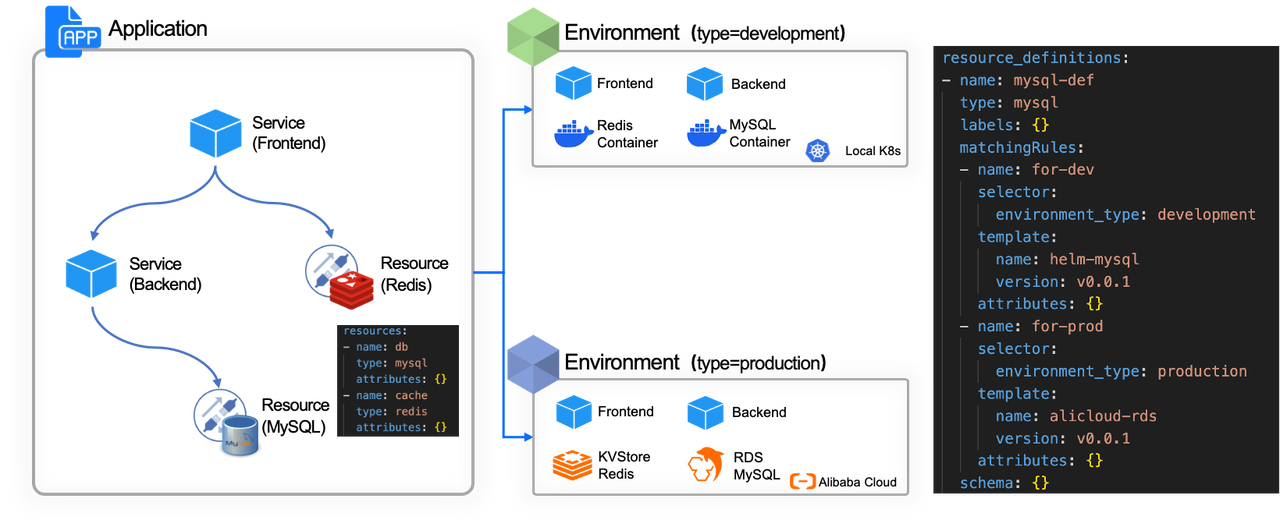 APP
Application
Service
(Frontend)
Service
(Backend)
Resource
(Redis)
resources:
- name: db
  type: mysql
  attributes: {}
- name: cache
  type: redis
  attributes: {}
Resource
(MySQL)
Environment (type=development)
Frontend
Backend
Redis
Container
MySQL
Container
Local K8s
Environment (type=production)
Frontend
Backend
KVStore
Redis
RDS
MySQL
Alibaba Cloud
resource_definitions:
- name: mysql-def
  type: mysql
  labels: {}
  matchingRules:
  - name: for-dev
    selector:
      environment_type: development
    template:
      name: helm-mysql
      version: v0.0.1
    attributes: {}
  - name: for-prod
    selector:
      environment_type: production
    template:
      name: alicloud-rds
      version: v0.0.1
    attributes: {}
  schema: {}